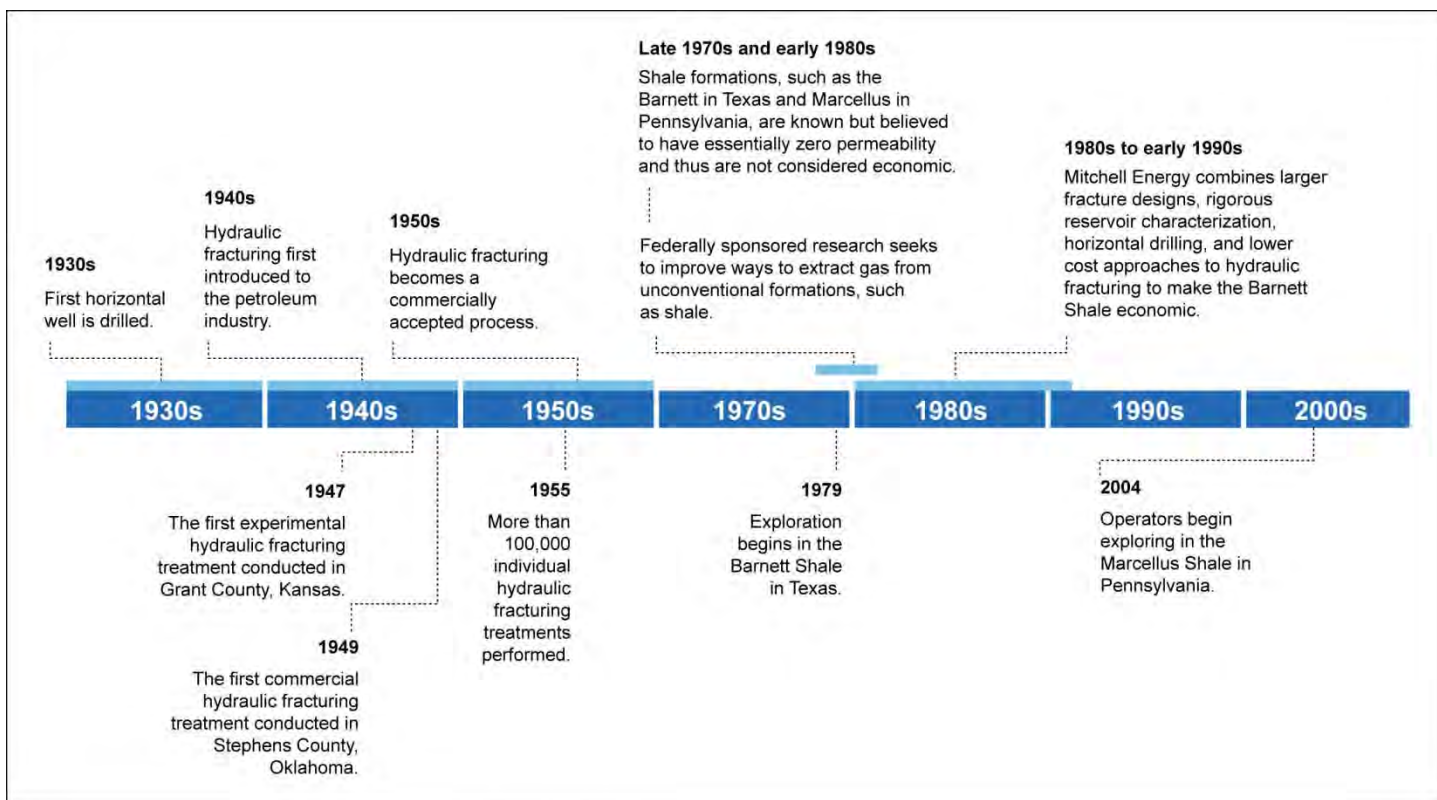 1930s
First horizontal
well is drilled.
1940s
Hydraulic
fracturing first
introduced to
the petroleum
industry.
1950s
Hydraulic fracturing
becomes a
commercially
accepted process.
Late 1970s and early 1980s
Shale formations, such as the
Barnett in Texas and Marcellus in
Pennsylvania, are known but believed
to have essentially zero permeability
and thus are not considered economic.
Federally sponsored research seeks
to improve ways to extract gas from
unconventional formations, such
as shale.
1980s to early 1990s
Mitchell Energy combines larger
fracture designs, rigorous
reservoir characterization,
horizontal drilling, and lower
cost approaches to hydraulic
fracturing to make the Barnett
Shale economic.
1930s
1940s
1950s
1970s
1980s
1990s
2000s
1947
The first experimental
hydraulic fracturing
treatment conducted in
Grant County, Kansas.
1949
The first commercial
hydraulic fracturing
treatment conducted in
Stephens County,
Oklahoma.
1955
More than
100,000
individual
hydraulic
fracturing
treatments
performed.
1979
Exploration
begins in the
Barnett Shale
in Texas.
2004
Operators begin
exploring in the
Marcellus Shale in
Pennsylvania.